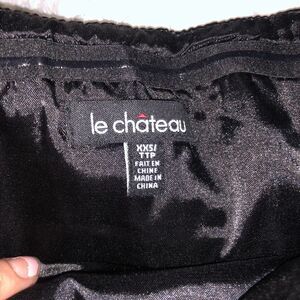 le château
XXS/
TTP
FAIT EN
CHINE
MADE IN
CHINA